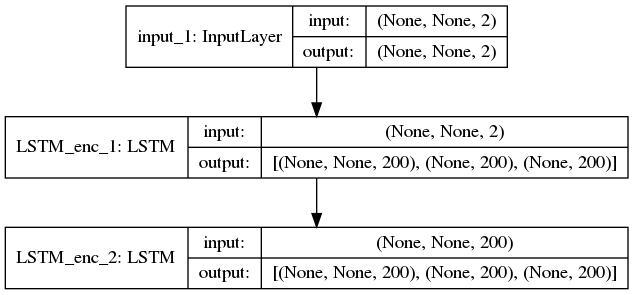 input_1: InputLayer
input: (None, None, 2)
output: (None, None, 2)
LSTM_enc_1: LSTM
input: (None, None, 2)
output: [(None, None, 200), (None, 200), (None, 200)]
LSTM_enc_2: LSTM
input: (None, None, 200)
output: [(None, None, 200), (None, 200), (None, 200)]